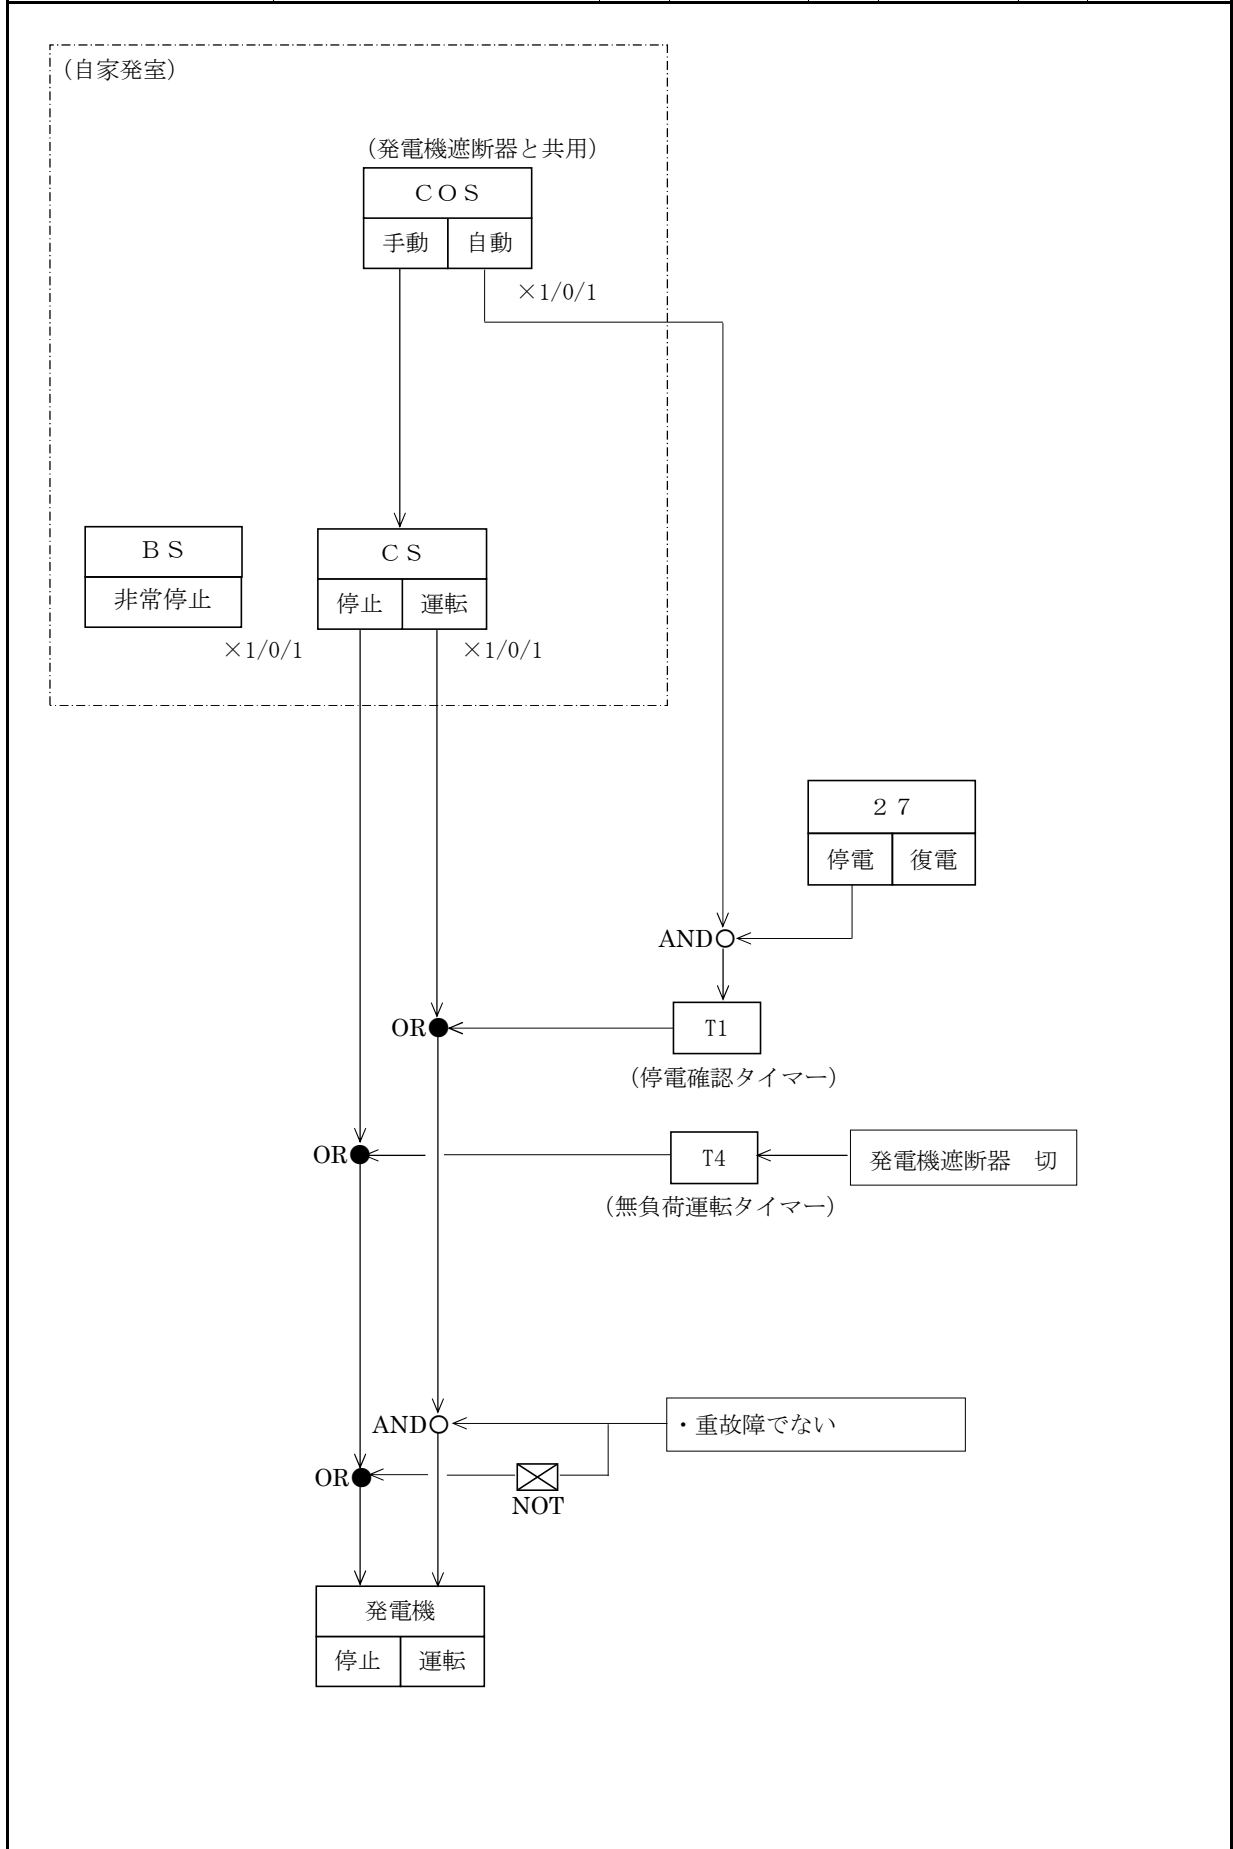 （自家発室）
（発電機遮断器と共用）
ＣＯＳ
手動 自動
×1/0/1
ＢＳ
非常停止
×1/0/1
ＣＳ
停止 運転
×1/0/1
２７
停電 復電
AND
T1
OR
（停電確認タイマー）
OR
T4
発電機遮断器　切
（無負荷運転タイマー）
AND
・重故障でない
OR
NOT
発電機
停止 運転